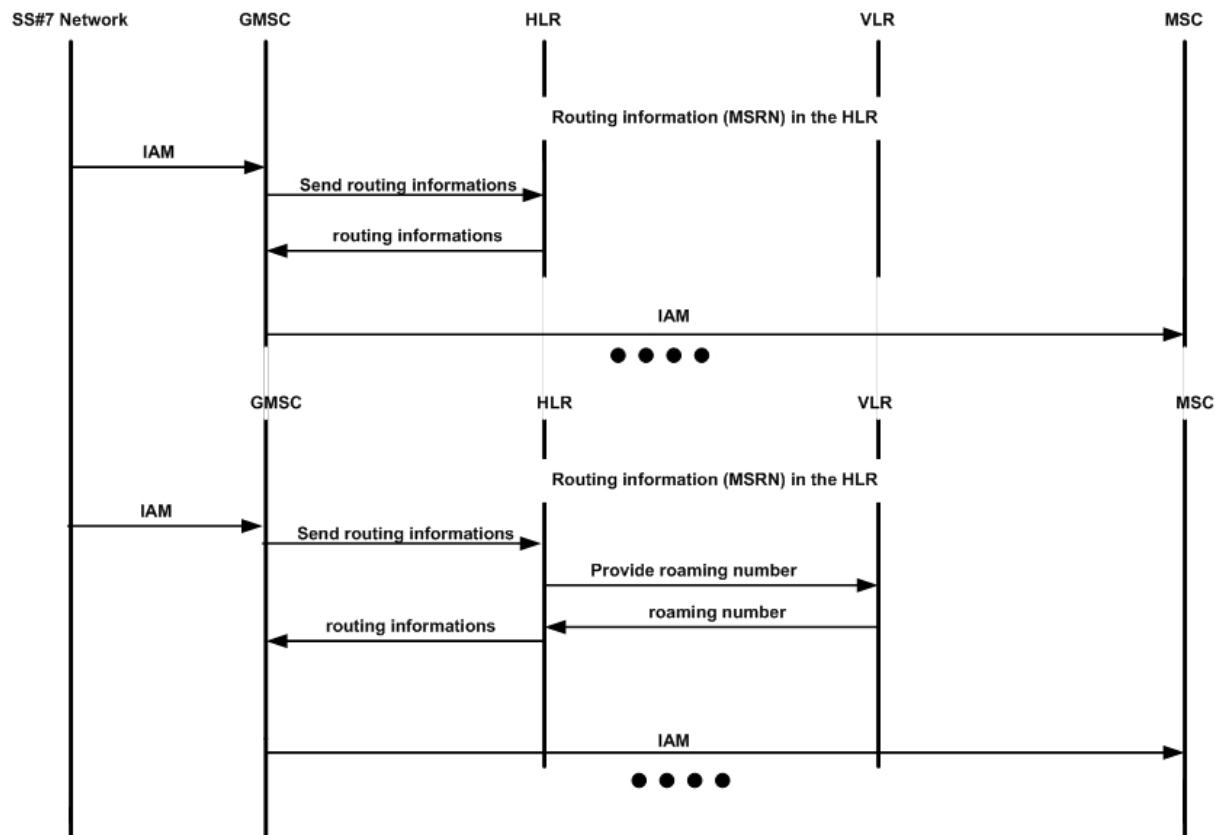 SS#7 Network GMSC HLR VLR MSC
Routing information (MSRN) in the HLR
IAM
Send routing informations
routing informations
IAM
GMSC HLR VLR MSC
Routing information (MSRN) in the HLR
IAM
Send routing informations
Provide roaming number
roaming number
routing informations
IAM